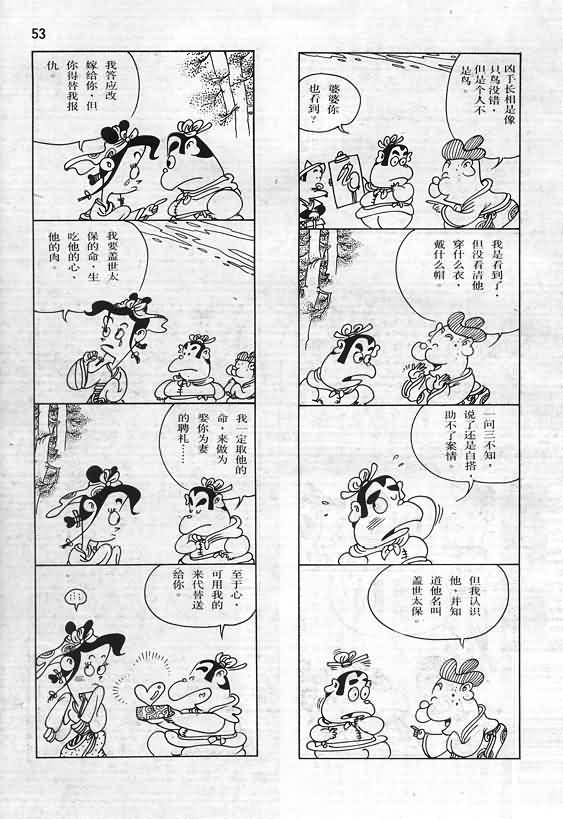 53
凶手长相是像
只鸟没错，
但是个人不
是鸟。
婆婆你
也看到？
我是看到了，
但没看清他
穿什么衣，
戴什么帽。
一问三不知，
说了还是白搭，
助不了案情。
但我认识
他，并知
道他名叫
盖世太保。
我答应改
嫁给你，但
你得替我报
仇。
我要盖世太
保的命，生
吃他的心、
他的肉。
我一定取他的
命，来做为
娶你为妻
的聘礼……
至于心，
可用我的
来代替送
给你。